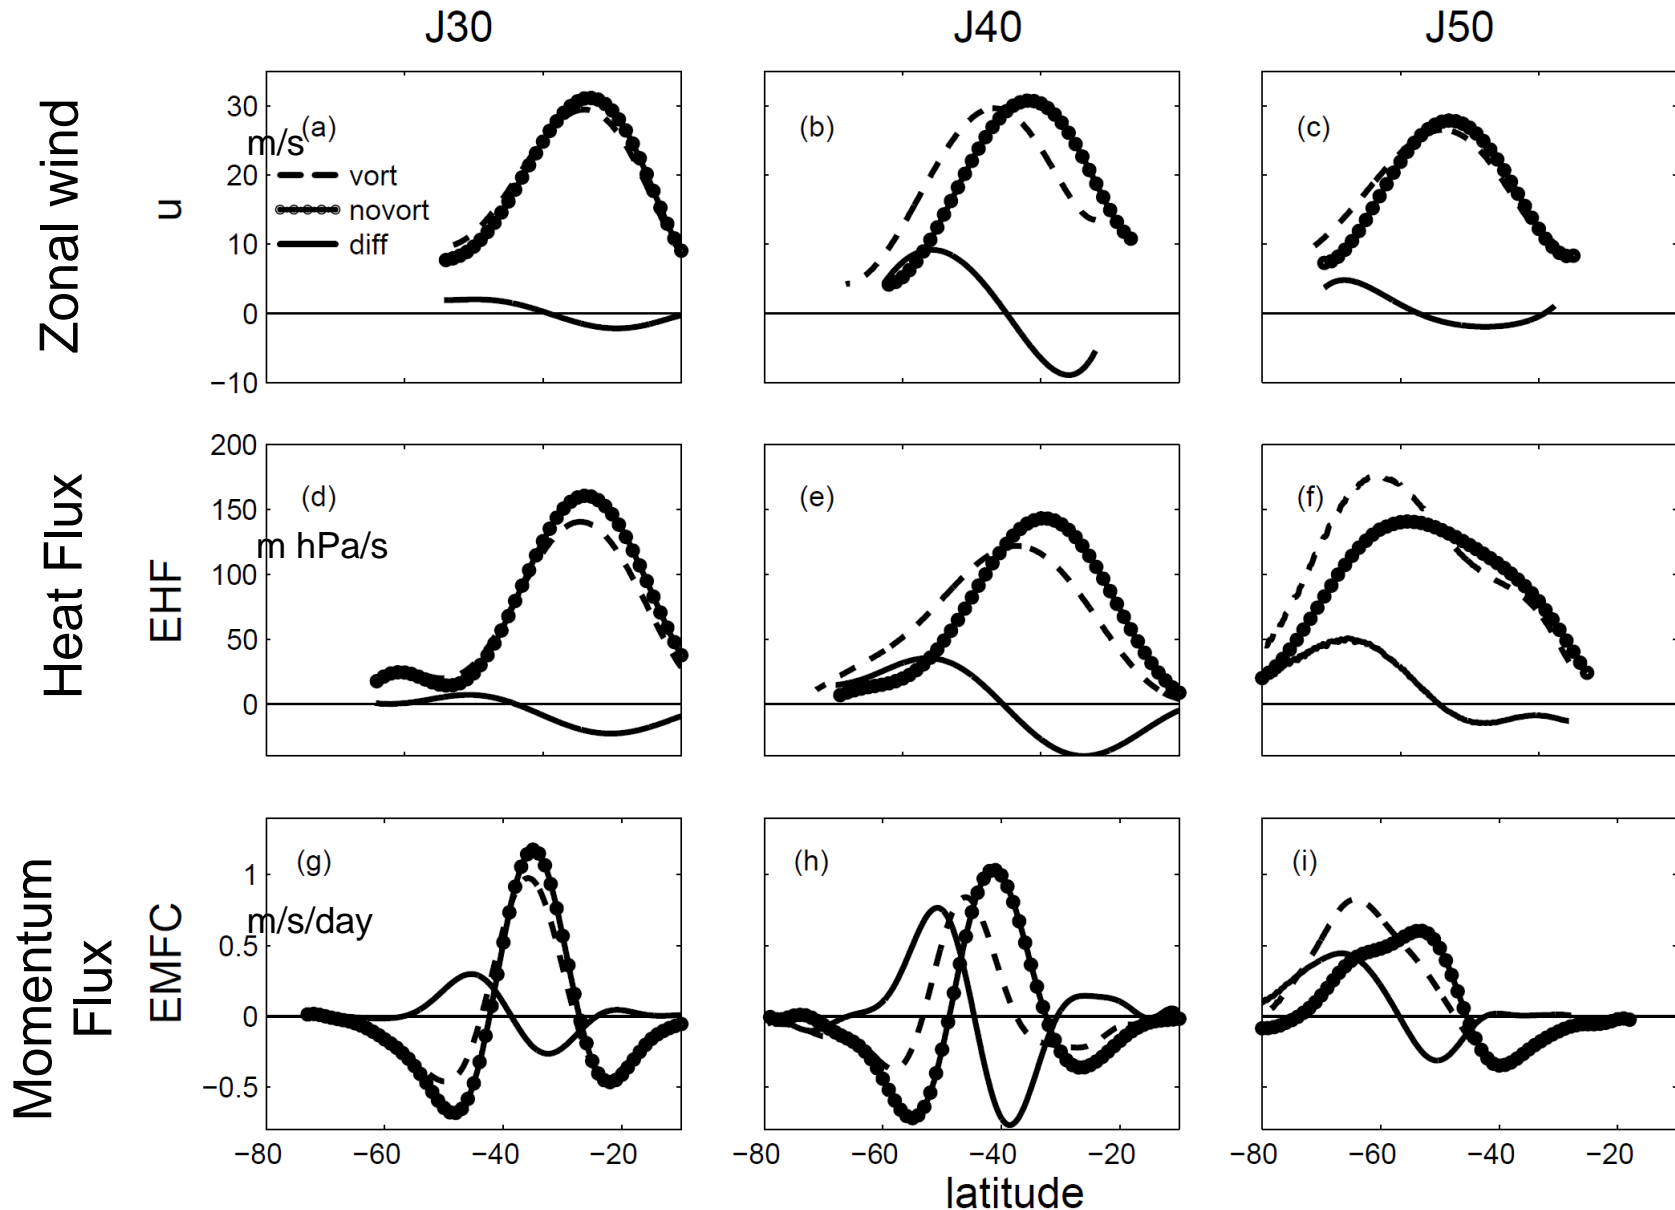 J30 J40 J50
Zonal wind
u
30
20
10
0
−10
(a)
m/s
vort
novort
diff
(b)
(c)
Heat Flux
EHF
200
150
100
50
0
(d)
m hPa/s
(e)
(f)
Momentum
Flux
EMFC
1
0.5
0
−0.5
(g)
m/s/day
(h)
(i)
−80 −60 −40 −20 −80 −60 −40 −20 −80 −60 −40 −20
latitude